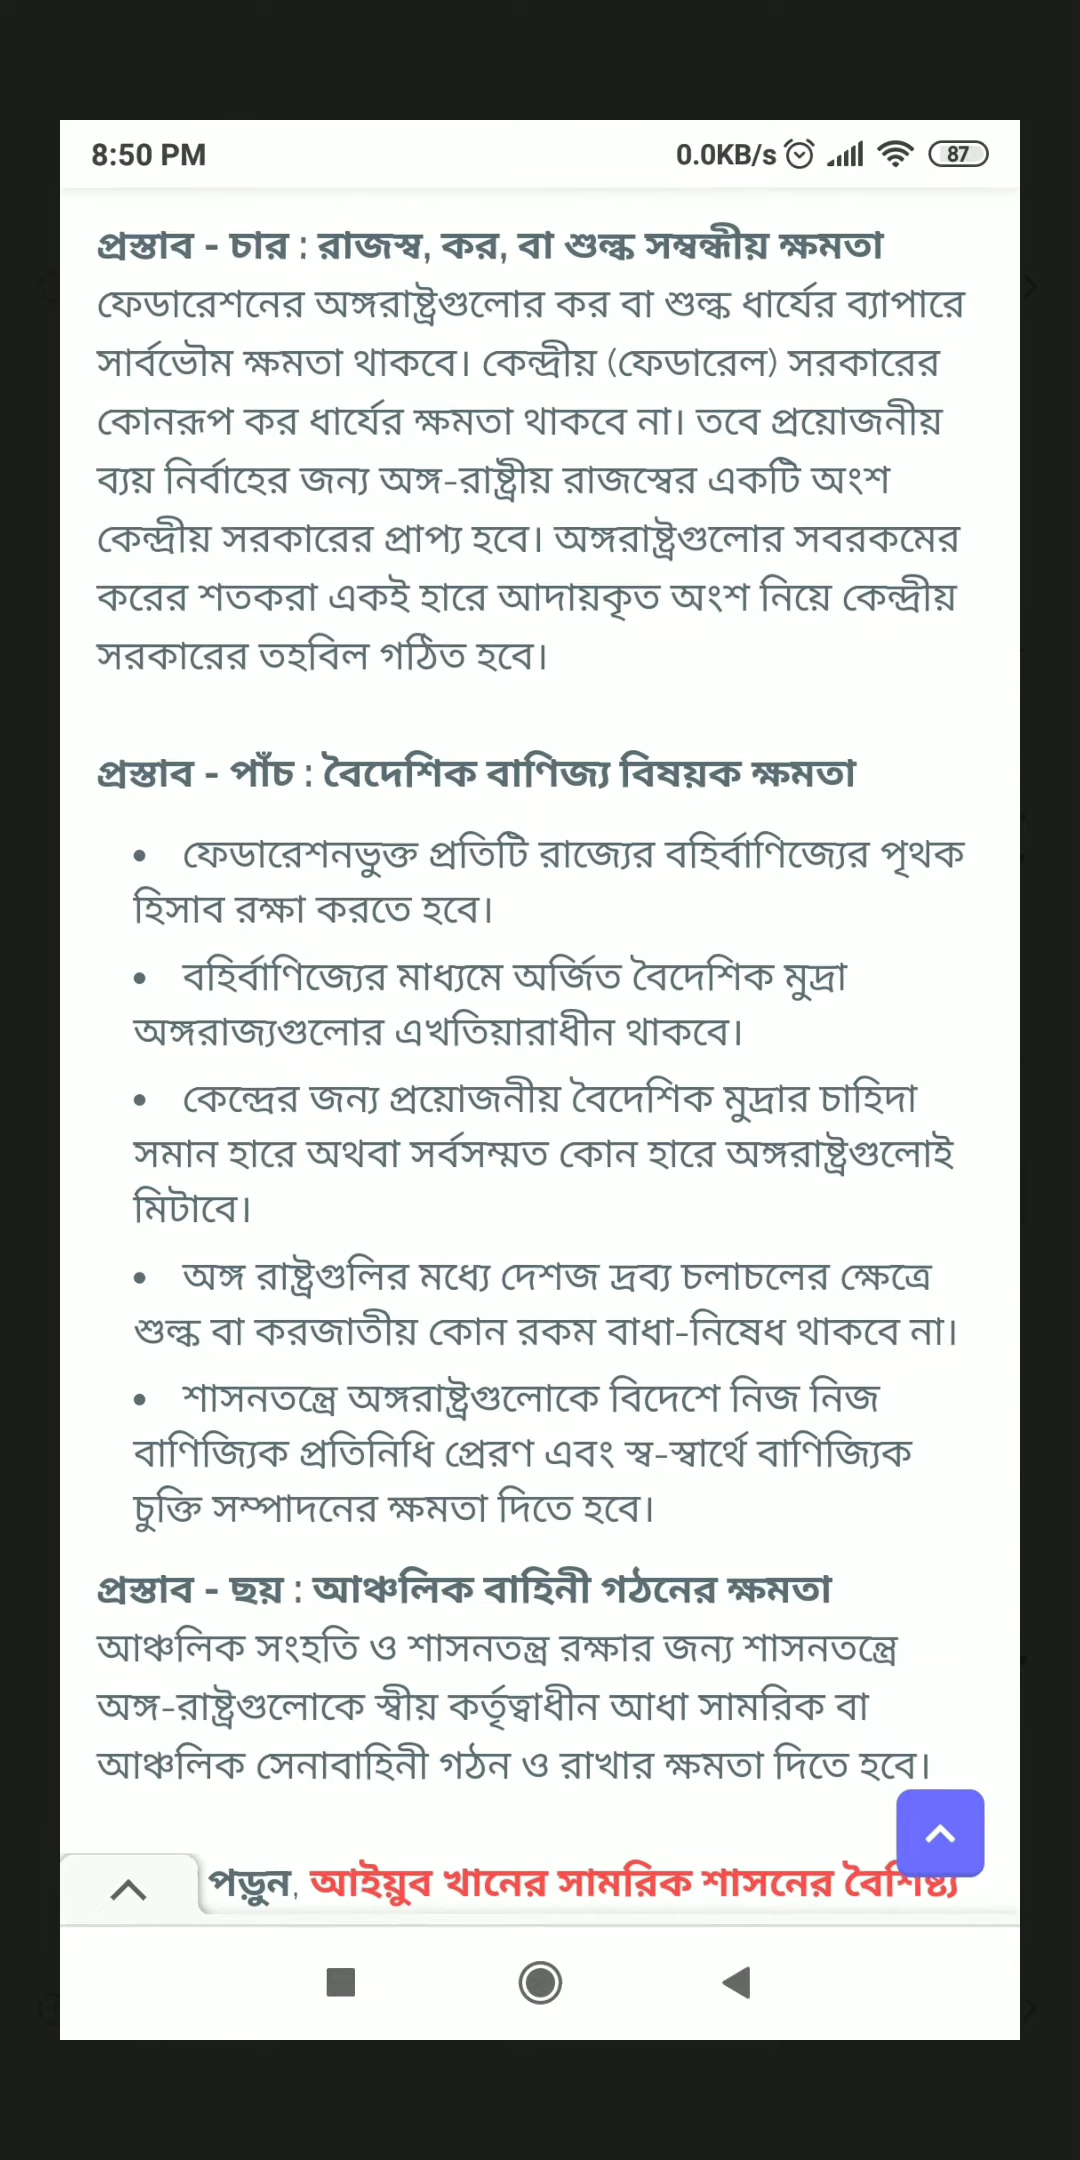 8:50 PM 0.0KB/s 87
প্রস্তাব - চার : রাজস্ব, কর, বা শুল্ক সম্বন্ধীয় ক্ষমতা
ফেডারেশনের অঙ্গরাষ্ট্রগুলোর কর বা শুল্ক ধার্যের ব্যাপারে
সার্বভৌম ক্ষমতা থাকবে। কেন্দ্রীয় (ফেডারেল) সরকারের
কোনরূপ কর ধার্যের ক্ষমতা থাকবে না। তবে প্রয়োজনীয়
ব্যয় নির্বাহের জন্য অঙ্গ-রাষ্ট্রীয় রাজস্বের একটি অংশ
কেন্দ্রীয় সরকারের প্রাপ্য হবে। অঙ্গরাষ্ট্রগুলোর সবরকমের
করের শতকরা একই হারে আদায়কৃত অংশ নিয়ে কেন্দ্রীয়
সরকারের তহবিল গঠিত হবে।
প্রস্তাব - পাঁচ : বৈদেশিক বাণিজ্য বিষয়ক ক্ষমতা
• ফেডারেশনভুক্ত প্রতিটি রাজ্যের বহির্বাণিজ্যের পৃথক
হিসাব রক্ষা করতে হবে।
• বহির্বাণিজ্যের মাধ্যমে অর্জিত বৈদেশিক মুদ্রা
অঙ্গরাজ্যগুলোর এখতিয়ারাধীন থাকবে।
• কেন্দ্রের জন্য প্রয়োজনীয় বৈদেশিক মুদ্রার চাহিদা
সমান হারে অথবা সর্বসম্মত কোন হারে অঙ্গরাষ্ট্রগুলোই
মিটাবে।
• অঙ্গ রাষ্ট্রগুলির মধ্যে দেশজ দ্রব্য চলাচলের ক্ষেত্রে
শুল্ক বা করজাতীয় কোন রকম বাধা-নিষেধ থাকবে না।
• শাসনতন্ত্রে অঙ্গরাষ্ট্রগুলোকে বিদেশে নিজ নিজ
বাণিজ্যিক প্রতিনিধি প্রেরণ এবং স্ব-স্বার্থে বাণিজ্যিক
চুক্তি সম্পাদনের ক্ষমতা দিতে হবে।
প্রস্তাব - ছয় : আঞ্চলিক বাহিনী গঠনের ক্ষমতা
আঞ্চলিক সংহতি ও শাসনতন্ত্র রক্ষার জন্য শাসনতন্ত্রে
অঙ্গ-রাষ্ট্রগুলোকে স্বীয় কর্তৃত্বাধীন আধা সামরিক বা
আঞ্চলিক সেনাবাহিনী গঠন ও রাখার ক্ষমতা দিতে হবে।
পড়ুন, আইয়ুব খানের সামরিক শাসনের বৈশিষ্ট্য